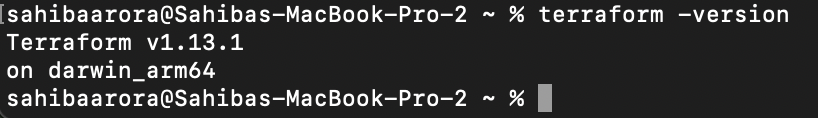 sahibaarora@Sahibas-MacBook-Pro-2 ~ % terraform -version
Terraform v1.13.1
on darwin_arm64
sahibaarora@Sahibas-MacBook-Pro-2 ~ %